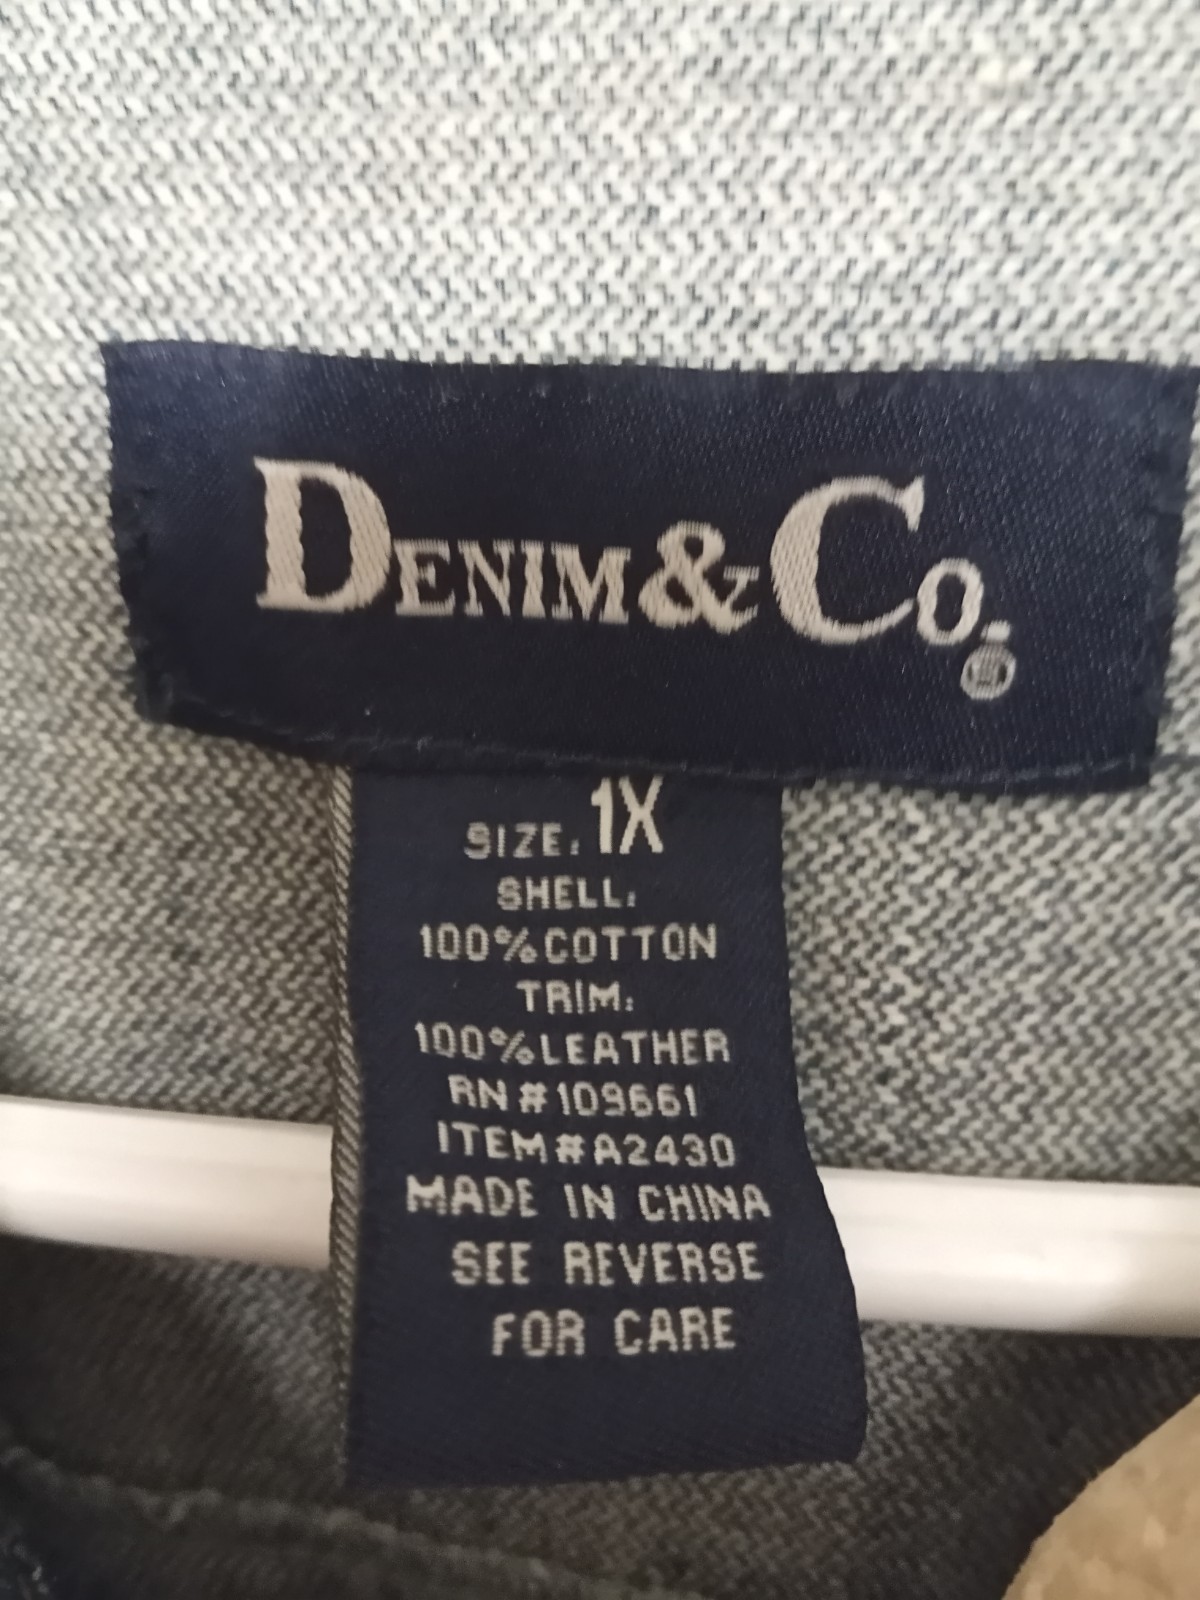 DENIM & CO.®
SIZE: 1X
SHELL:
100% COTTON
TRIM:
100% LEATHER
RN # 109661
ITEM # A2430
MADE IN CHINA
SEE REVERSE
FOR CARE